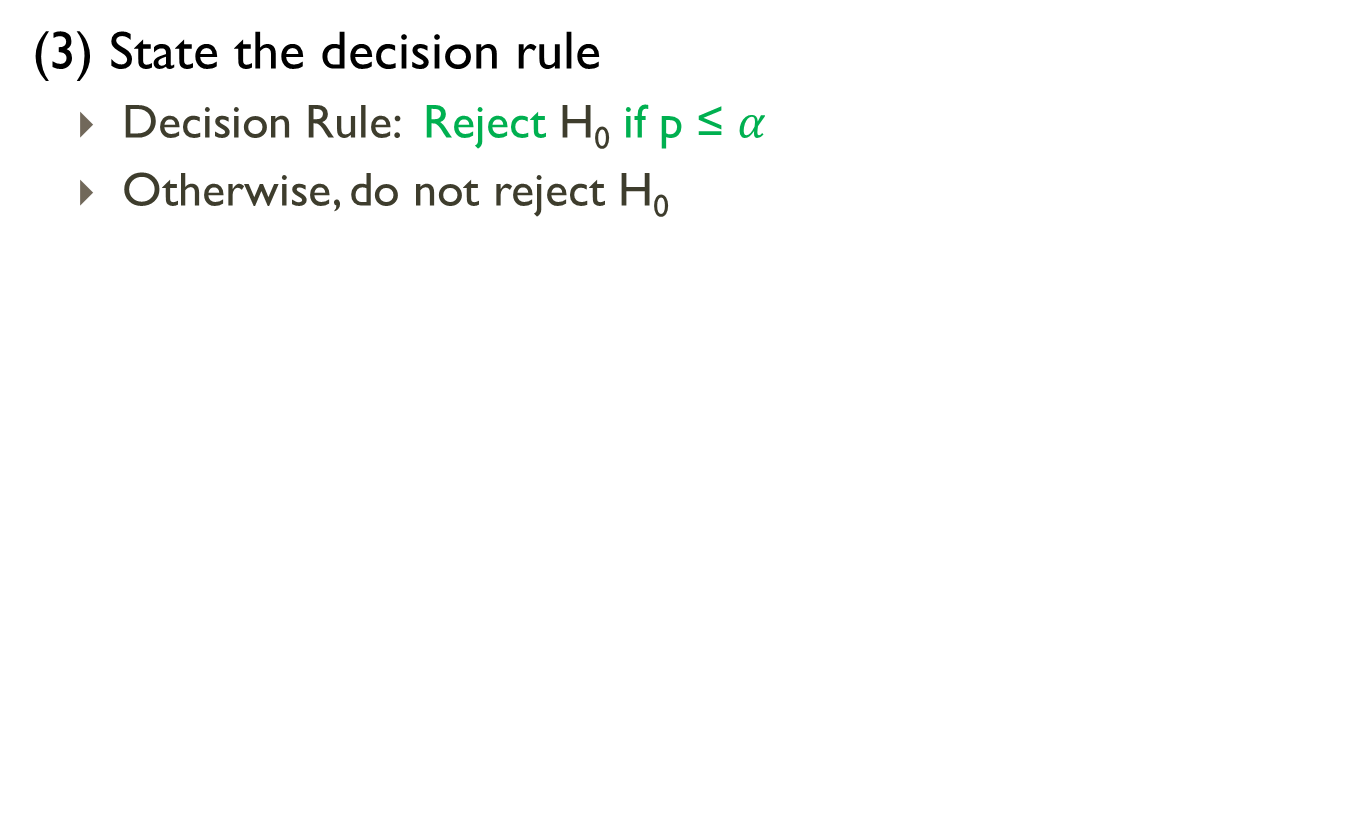 (3) State the decision rule
Decision Rule: Reject H₀ if p ≤ 𝛼
Otherwise, do not reject H₀